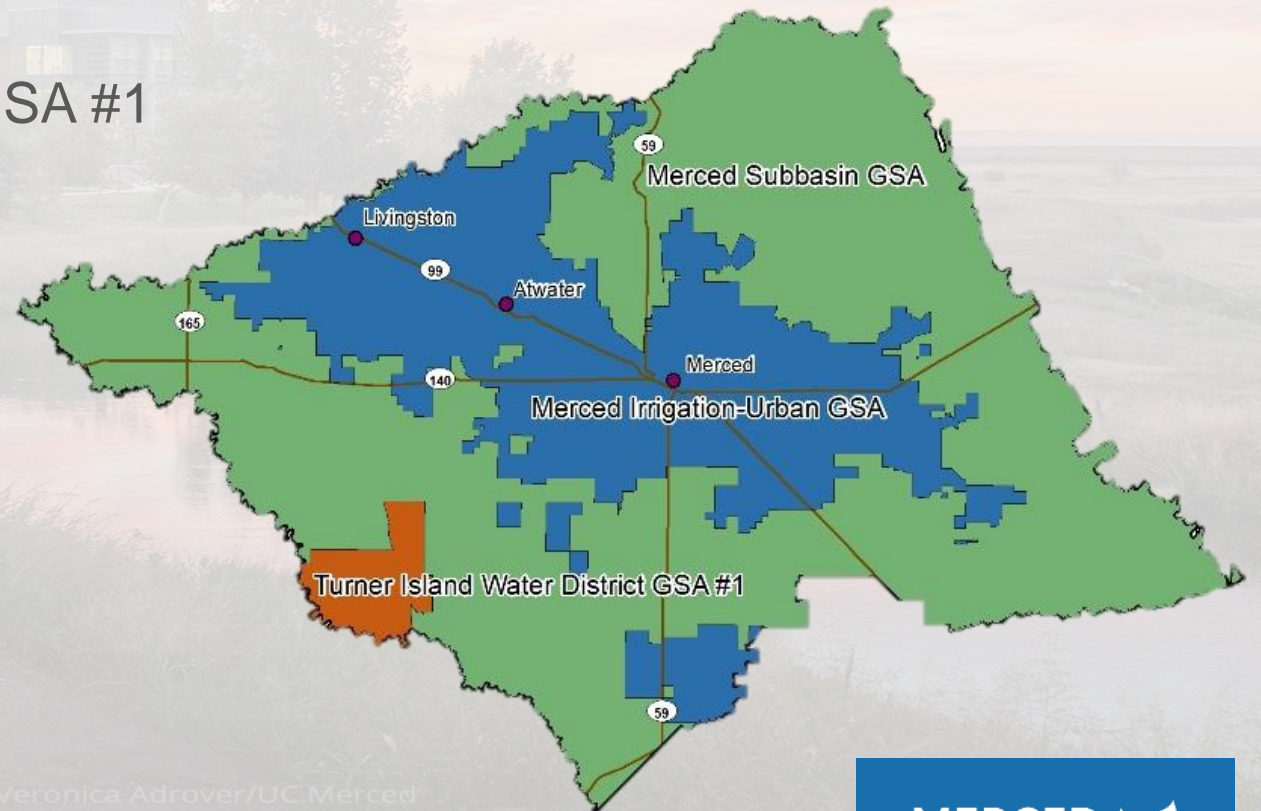 SA #1
59
Merced Subbasin GSA
Livingston
99
Atwater
165
Merced
140
Merced Irrigation-Urban GSA
Turner Island Water District GSA #1
59
Veronica Adrover/UC Merced
MERCED